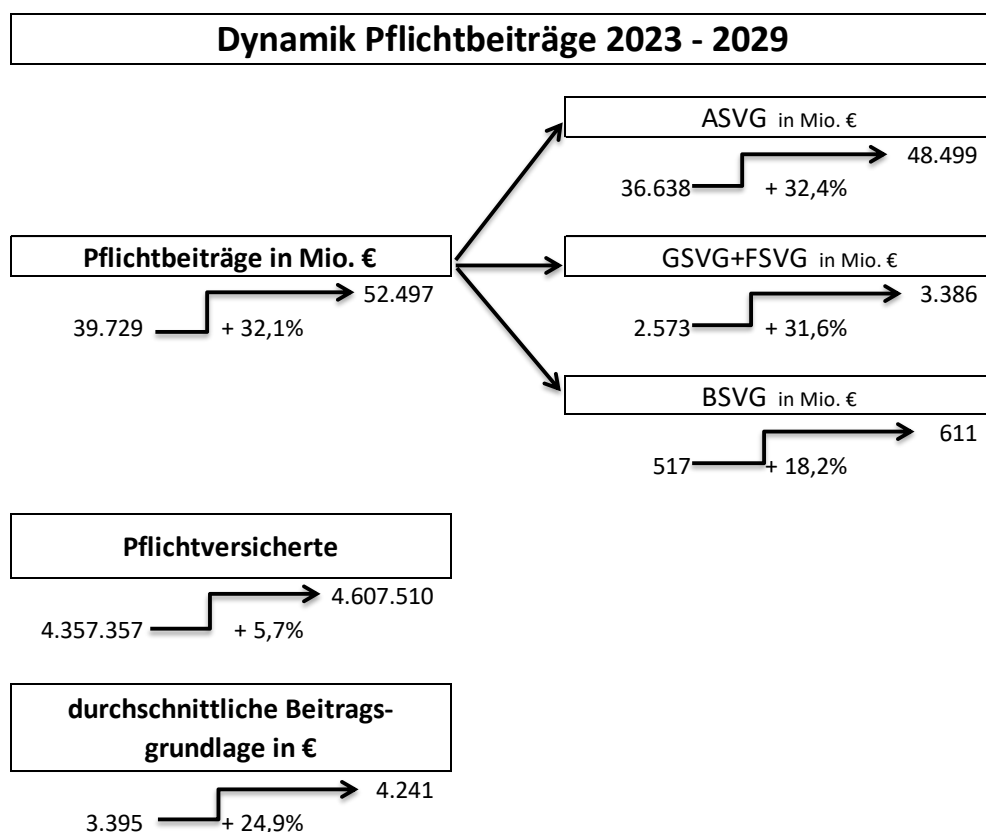 Dynamik Pflichtbeiträge 2023 - 2029
ASVG in Mio. €
48.499
36.638 + 32,4%
Pflichtbeiträge in Mio. €
52.497
39.729 + 32,1%
GSVG+FSVG in Mio. €
3.386
2.573 + 31,6%
BSVG in Mio. €
611
517 + 18,2%
Pflichtversicherte
4.607.510
4.357.357 + 5,7%
durchschnittliche Beitrags-
grundlage in €
4.241
3.395 + 24,9%